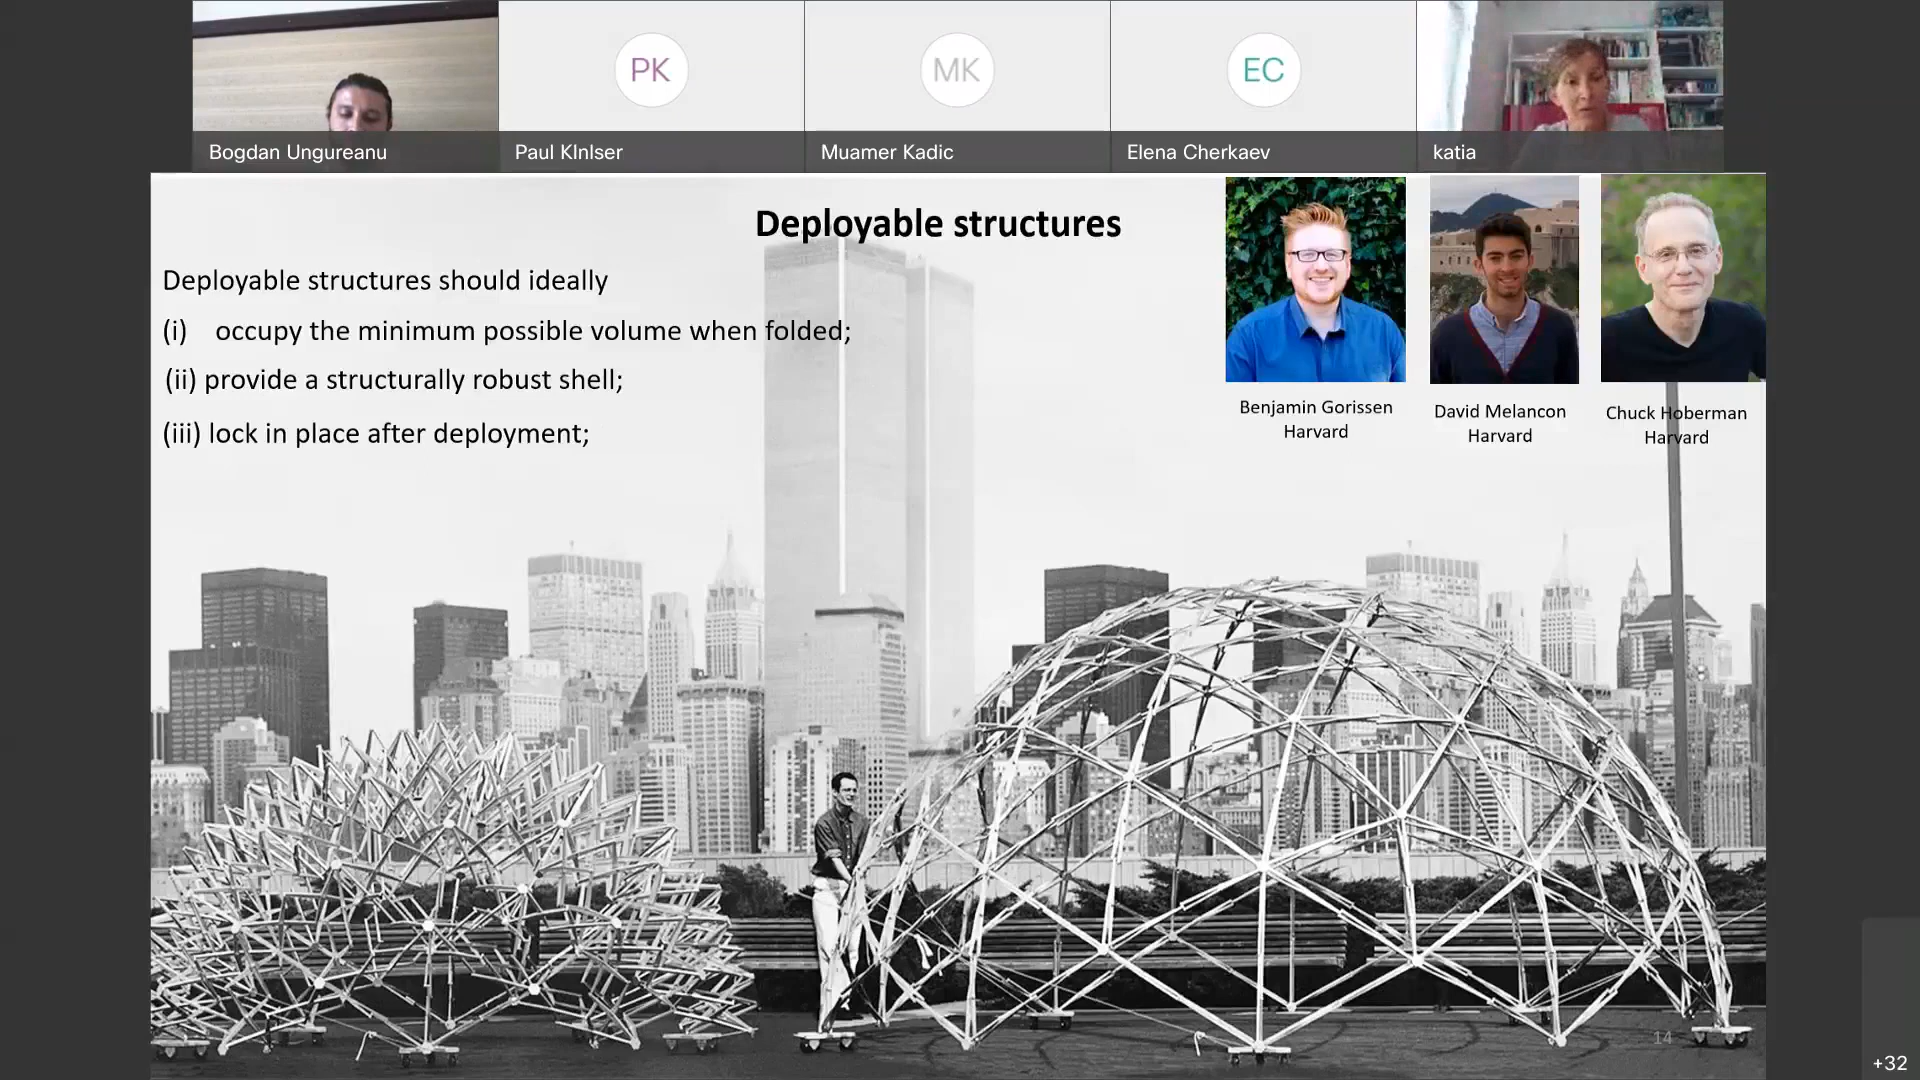 PK
MK
EC
Bogdan Ungureanu
Paul KInIser
Muamer Kadic
Elena Cherkaev
katia
Deployable structures
Deployable structures should ideally
(i) occupy the minimum possible volume when folded;
(ii) provide a structurally robust shell;
(iii) lock in place after deployment;
Benjamin Gorissen
Harvard
David Melancon
Harvard
Chuck Hoberman
Harvard
14
+32